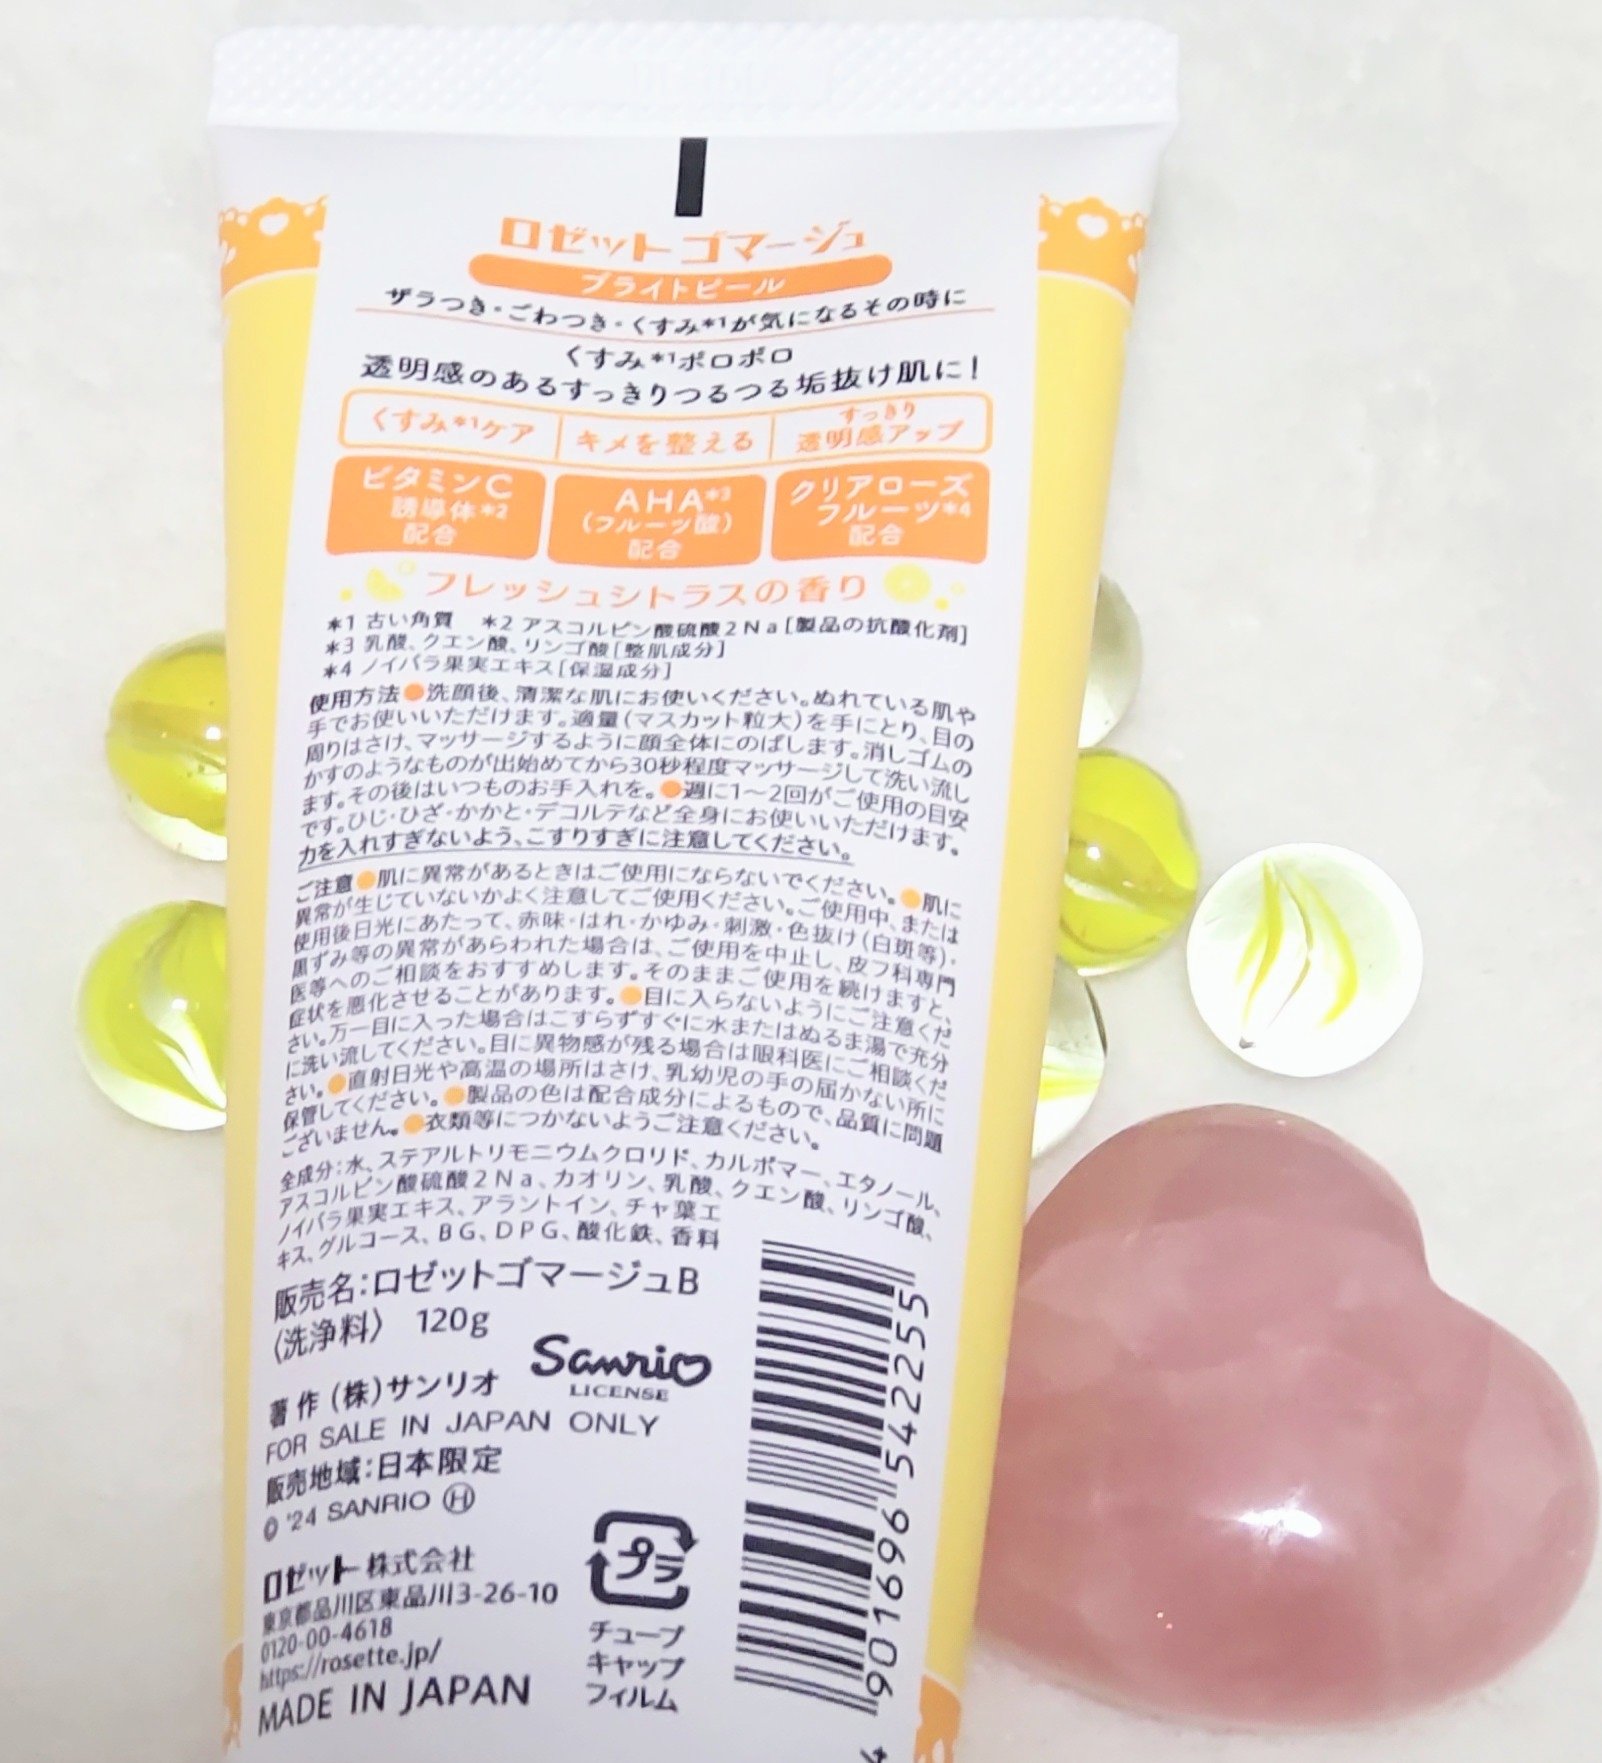 ロゼット ゴマージュ
ブライトピール
ザラつき・ごわつき・くすみ*1が気になるその時に
くすみ*1ポロポロ
透明感のあるすっきりつるつる垢抜け肌に!
くすみ*1ケア
キメを整える
すっきり
透明感アップ
ビタミンC
誘導体*2
配合
AHA*3
(フルーツ酸)
配合
クリアローズ
フルーツ*4
配合
フレッシュシトラスの香り
*1 古い角質 *2 アスコルビン酸硫酸2Na[製品の抗酸化剤]
*3 乳酸、クエン酸、リンゴ酸[整肌成分]
*4 ノイバラ果実エキス[保湿成分]
使用方法●洗顔後、清潔な肌にお使いください。ぬれている肌や
手でお使いいただけます。適量(マスカット粒大)を手にとり、目の
周りはさけ、マッサージするように顔全体にのばします。消しゴムの
かすのようなものが出始めてから30秒程度マッサージして洗い流し
ます。その後はいつものお手入れを。●週に1〜2回がご使用の目安
です。ひじ・ひざ・かかと・デコルテなど全身にお使いいただけます。
力を入れすぎないよう、こすりすぎに注意してください。
ご注意●肌に異常があるときはご使用にならないでください。●肌に
異常が生じていないかよく注意してご使用ください。ご使用中、または
使用後日光にあたって、赤味・はれ・かゆみ・刺激・色抜け(白斑等)・
黒ずみ等の異常があらわれた場合は、ご使用を中止し、皮フ科専門
医等へのご相談をおすすめします。そのままご使用を続けますと、
症状を悪化させることがあります。●目に入らないようにご注意くだ
さい。万一目に入った場合はこすらずすぐに水またはぬるま湯で充分
に洗い流してください。目に異物感が残る場合は眼科医にご相談くだ
さい。●直射日光や高温の場所はさけ、乳幼児の手の届かない所に
保管してください。●製品の色は配合成分によるもので、品質に問題
ございません。●衣類等につかないようご注意ください。
全成分:水、ステアルトリモニウムクロリド、カルボマー、エタノール、
アスコルビン酸硫酸2Na、カオリン、乳酸、クエン酸、リンゴ酸、
ノイバラ果実エキス、アラントイン、チャ葉エ
キス、グルコース、BG、DPG、酸化鉄、香料
販売名:ロゼットゴマージュB
(洗浄料) 120g
Sanrio
LICENSE
著作(株)サンリオ
FOR SALE IN JAPAN ONLY
販売地域:日本限定
© '24 SANRIO Ⓗ
ロゼット株式会社
東京都品川区東品川3-26-10
0120-00-4618
https://rosette.jp/
MADE IN JAPAN
プラ
チューブ
キャップ
フィルム
4 901696 542255